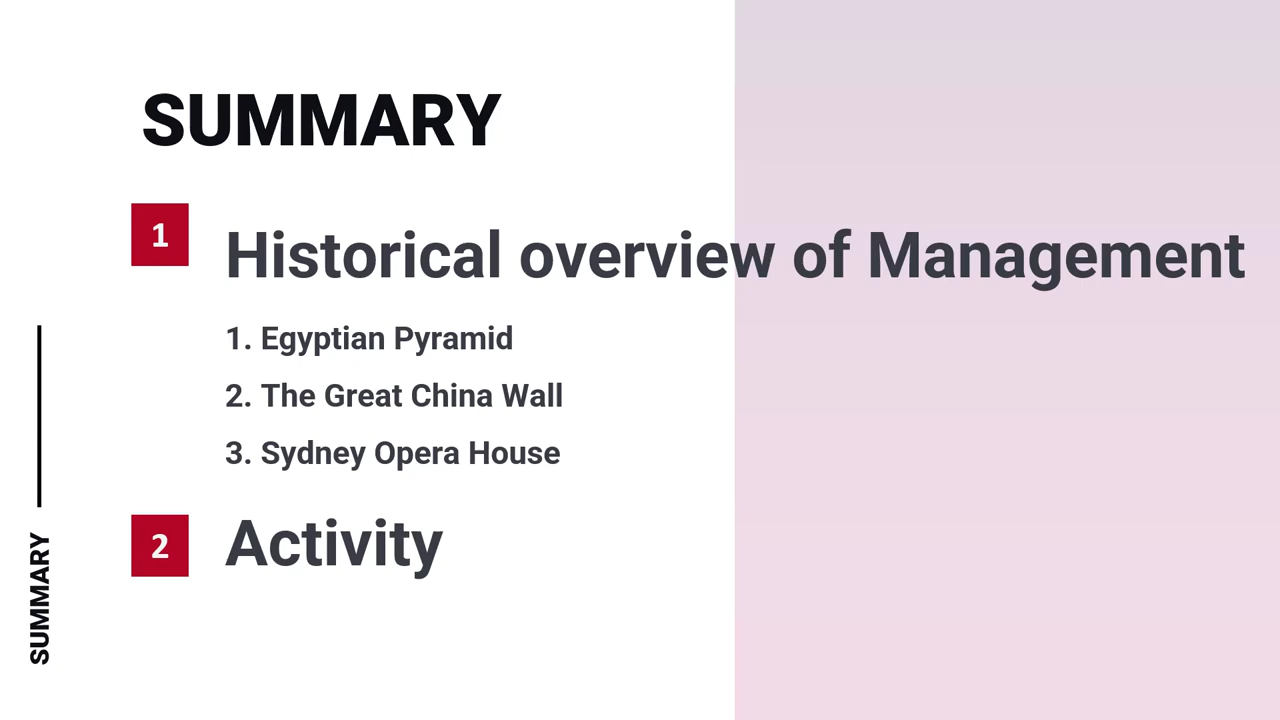 SUMMARY
1
Historical overview of Management
1. Egyptian Pyramid
2. The Great China Wall
3. Sydney Opera House
2
Activity
SUMMARY